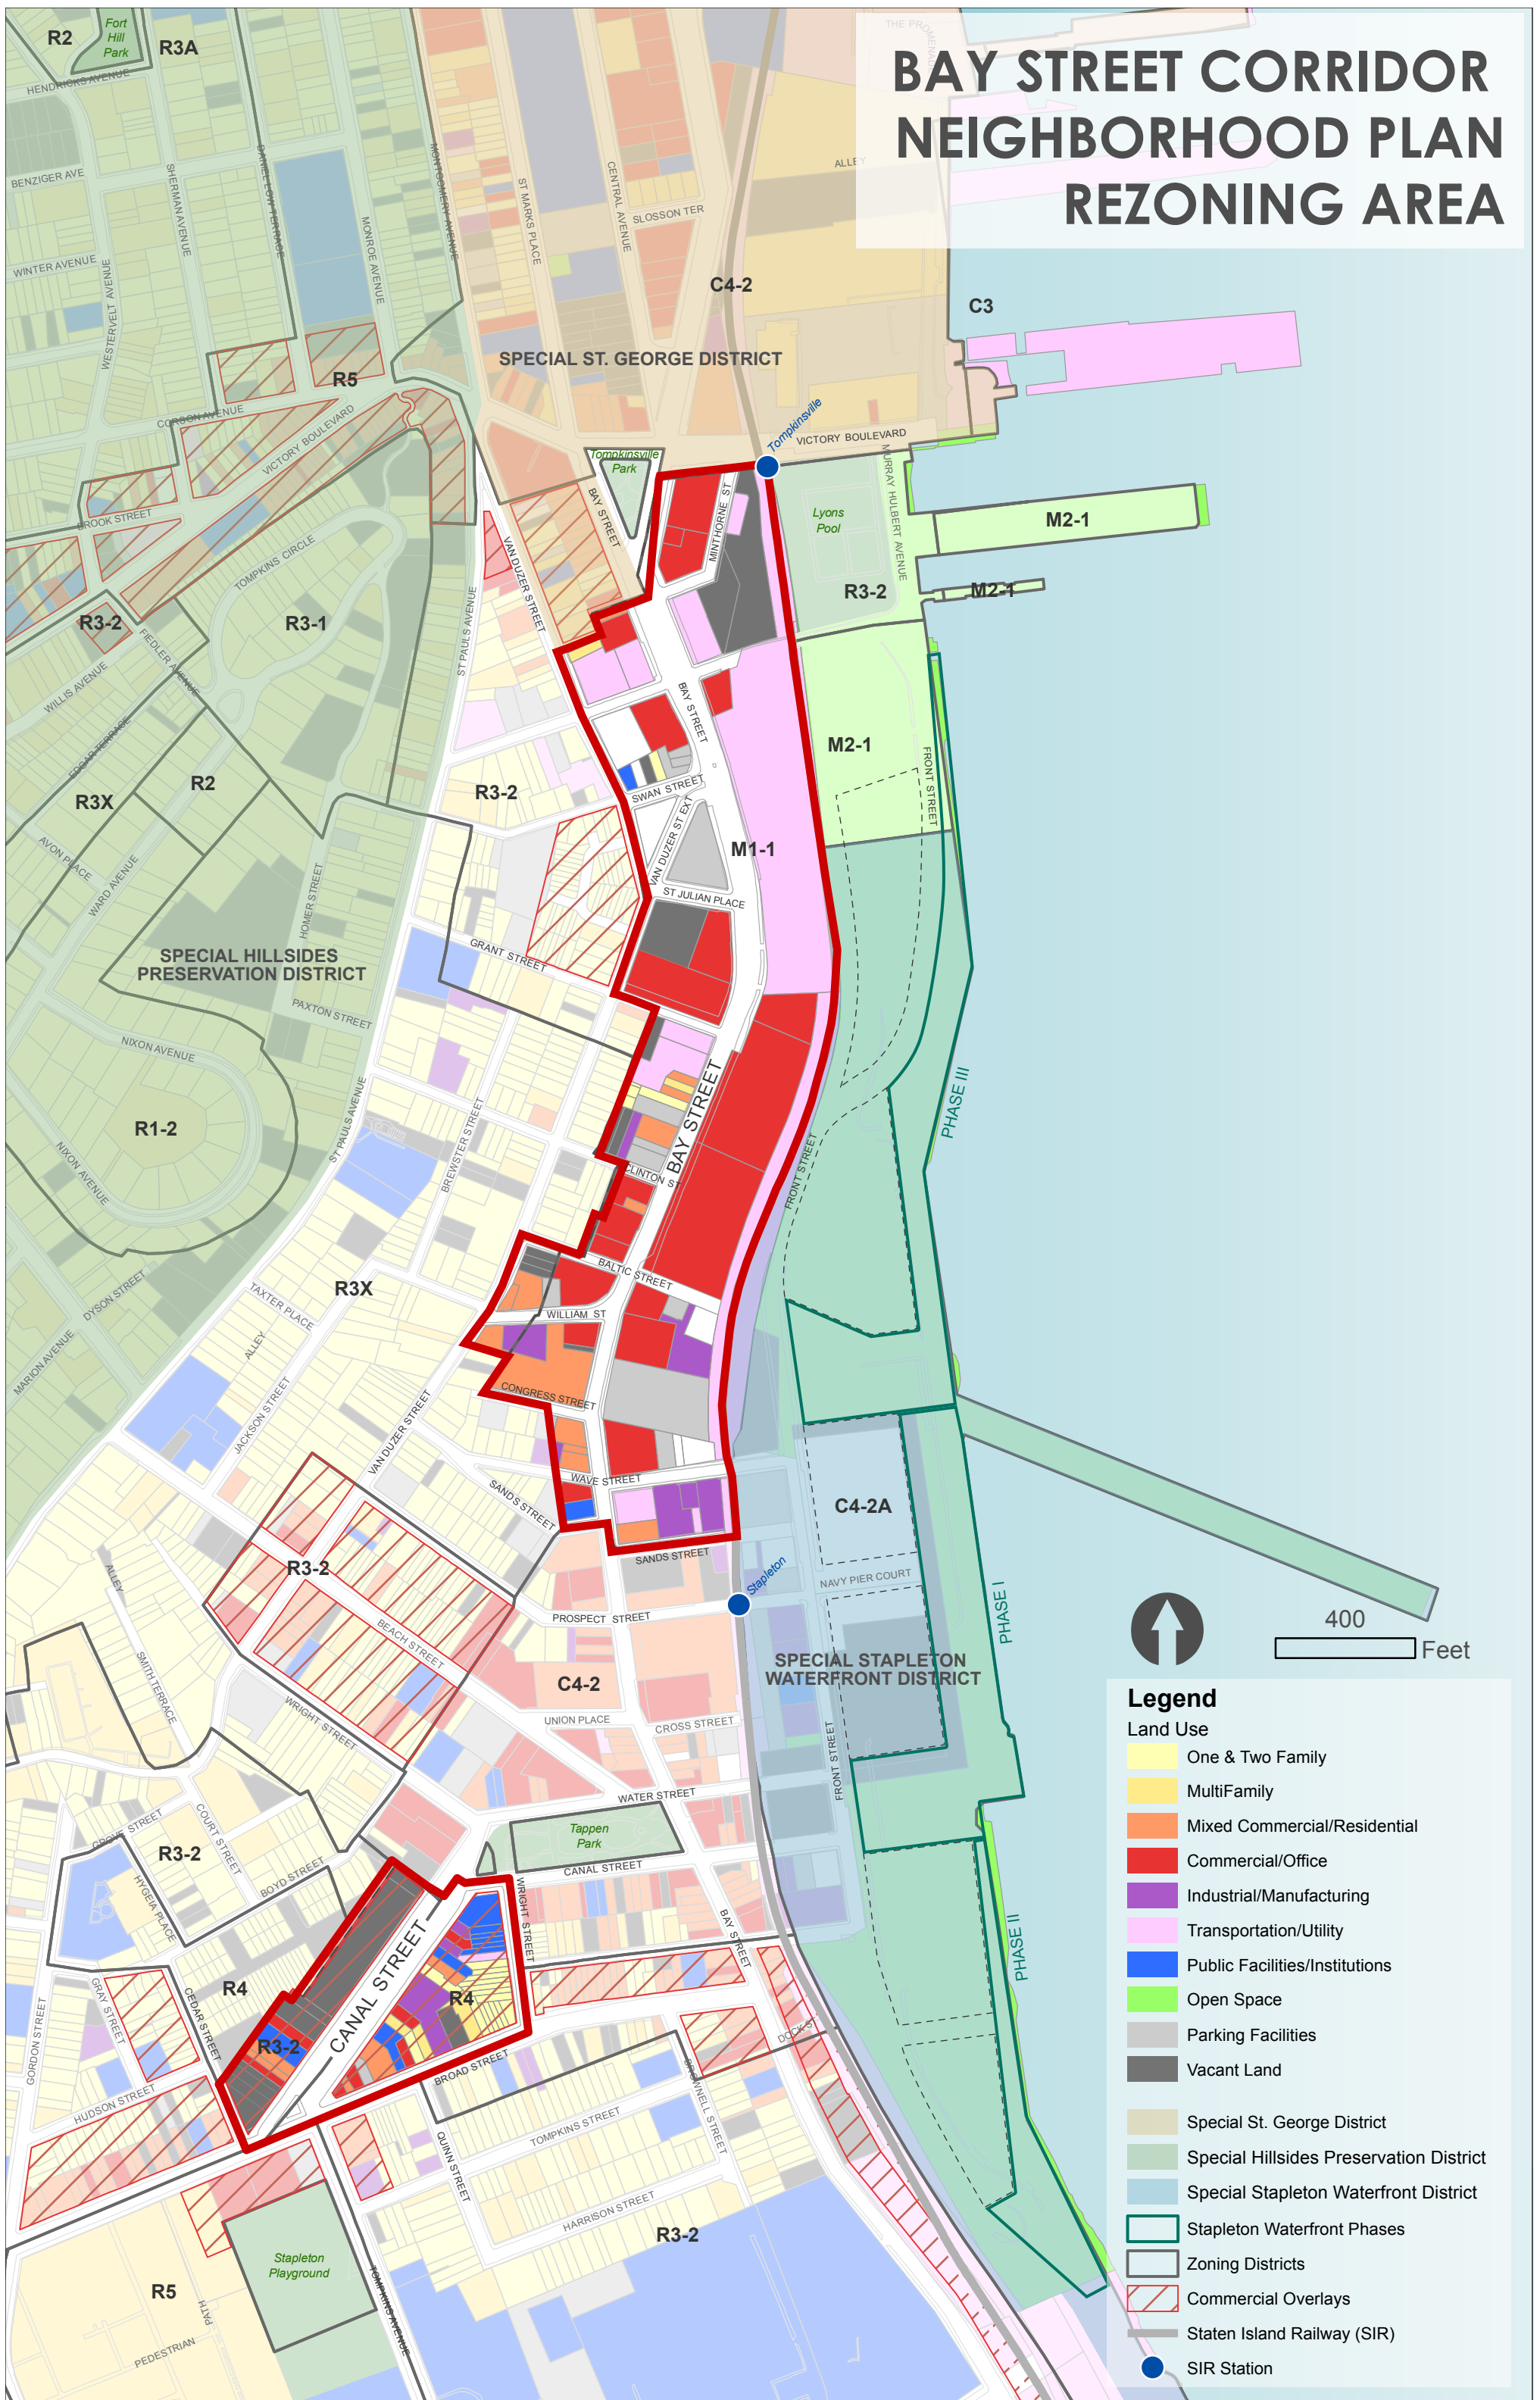 BAY STREET CORRIDOR
NEIGHBORHOOD PLAN
REZONING AREA
R2
Fort
Hill
Park
R3A
HENDRICKS AVENUE
BENZIGER AVE
SHERMAN AVENUE
DANIEL LOW TERRACE
MONROE AVENUE
MONTGOMERY AVENUE
ST MARKS PLACE
CENTRAL AVENUE
SLOSSON TER
ALLEY
WINTER AVENUE
WESTERVELT AVENUE
C4-2
C3
SPECIAL ST. GEORGE DISTRICT
R5
CORSON AVENUE
VICTORY BOULEVARD
Tompkinsville
VICTORY BOULEVARD
Tompkinsville
Park
BROOK STREET
TOMPKINS CIRCLE
BAY STREET
VAN DUZER STREET
MINTHORNE ST
Lyons
Pool
MURRAY HULBERT AVENUE
M2-1
R3-2
M2-1
R3-2
R3-1
FIEDLER AVENUE
ST PAULS AVENUE
WILLIS AVENUE
EDGAR TERRACE
BAY STREET
M2-1
FRONT STREET
R2
R3X
R3-2
SWAN STREET
VAN DUZER ST EXT
M1-1
AVON PLACE
WARD AVENUE
HOMER STREET
ST JULIAN PLACE
GRANT STREET
SPECIAL HILLSIDES
PRESERVATION DISTRICT
PAXTON STREET
NIXON AVENUE
ST PAULS AVENUE
BREWSTER STREET
R1-2
NIXON AVENUE
BAY STREET
CLINTON ST
FRONT STREET
PHASE III
BALTIC STREET
R3X
TAXTER PLACE
DYSON STREET
ALLEY
MARION AVENUE
WILLIAM ST
CONGRESS STREET
JACKSON STREET
VAN DUZER STREET
SANDS STREET
WAVE STREET
C4-2A
SANDS STREET
Stapleton
NAVY PIER COURT
PHASE I
R3-2
ALLEY
PROSPECT STREET
BEACH STREET
SMITH TERRACE
WRIGHT STREET
C4-2
SPECIAL STAPLETON
WATERFRONT DISTRICT
UNION PLACE
CROSS STREET
FRONT STREET
WATER STREET
Tappen
Park
CANAL STREET
GROVE STREET
COURT STREET
R3-2
HYGEIA PLACE
BOYD STREET
WRIGHT STREET
BAY STREET
PHASE II
CANAL STREET
R4
R4
R3-2
GRAY STREET
CEDAR STREET
GORDON STREET
HUDSON STREET
BROAD STREET
DOCK ST
BROWNELL STREET
TOMPKINS STREET
QUINN STREET
HARRISON STREET
R3-2
Stapleton
Playground
R5
PATH
PEDESTRIAN
TOMPKINS AVENUE
400
Feet
Legend
Land Use
One & Two Family
MultiFamily
Mixed Commercial/Residential
Commercial/Office
Industrial/Manufacturing
Transportation/Utility
Public Facilities/Institutions
Open Space
Parking Facilities
Vacant Land
Special St. George District
Special Hillsides Preservation District
Special Stapleton Waterfront District
Stapleton Waterfront Phases
Zoning Districts
Commercial Overlays
Staten Island Railway (SIR)
SIR Station